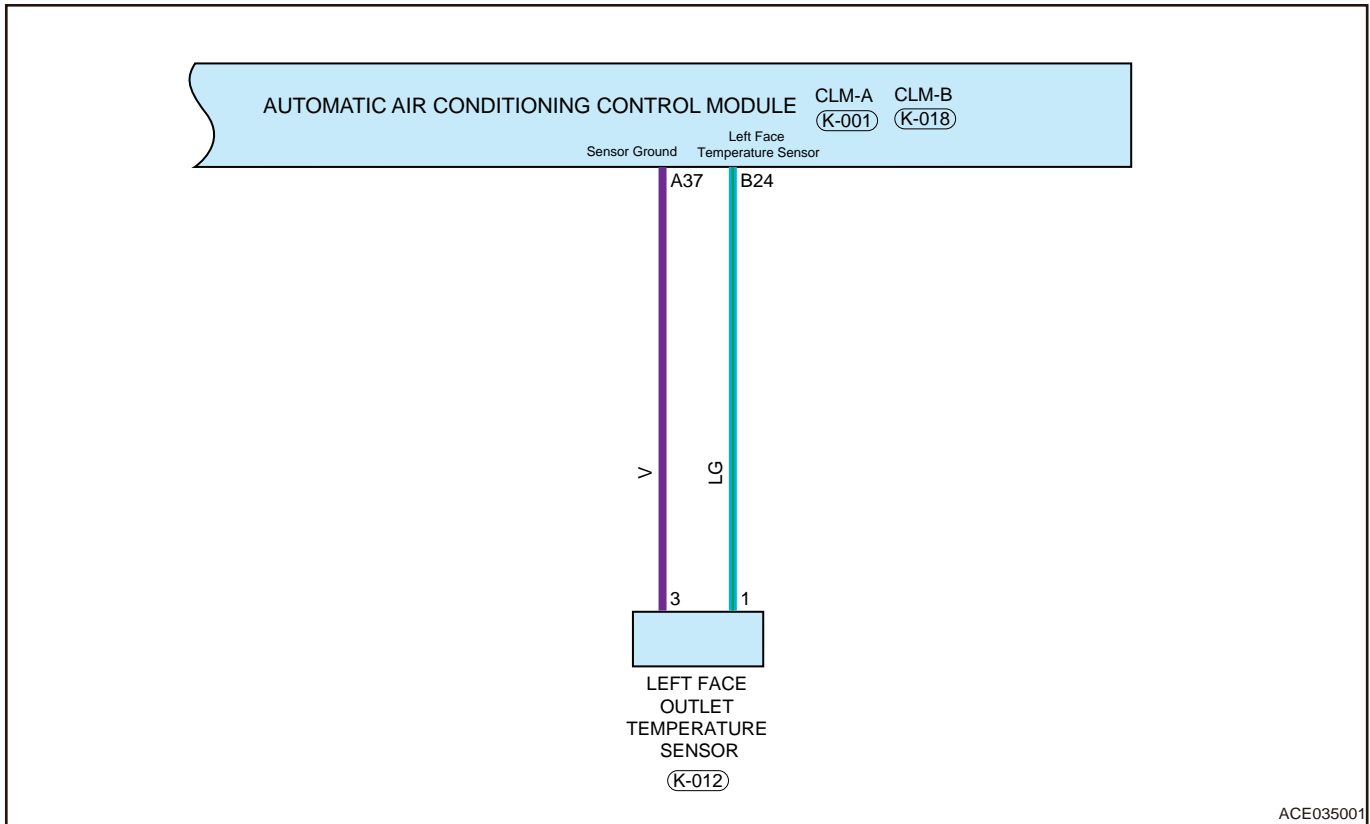 AUTOMATIC AIR CONDITIONING CONTROL MODULE
CLM-A CLM-B
K-001 K-018
Sensor Ground
Left Face
Temperature Sensor
A37 B24
V LG
3 1
LEFT FACE
OUTLET
TEMPERATURE
SENSOR
K-012
ACE035001